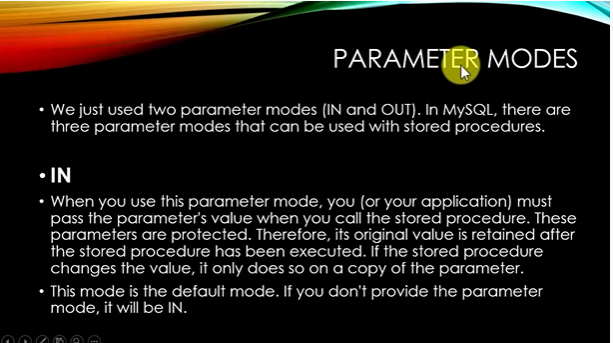 PARAMETER MODES
• We just used two parameter modes (IN and OUT). In MySQL, there are
three parameter modes that can be used with stored procedures.
• IN
• When you use this parameter mode, you (or your application) must
pass the parameter's value when you call the stored procedure. These
parameters are protected. Therefore, its original value is retained after
the stored procedure has been executed. If the stored procedure
changes the value, it only does so on a copy of the parameter.
• This mode is the default mode. If you don't provide the parameter
mode, it will be IN.